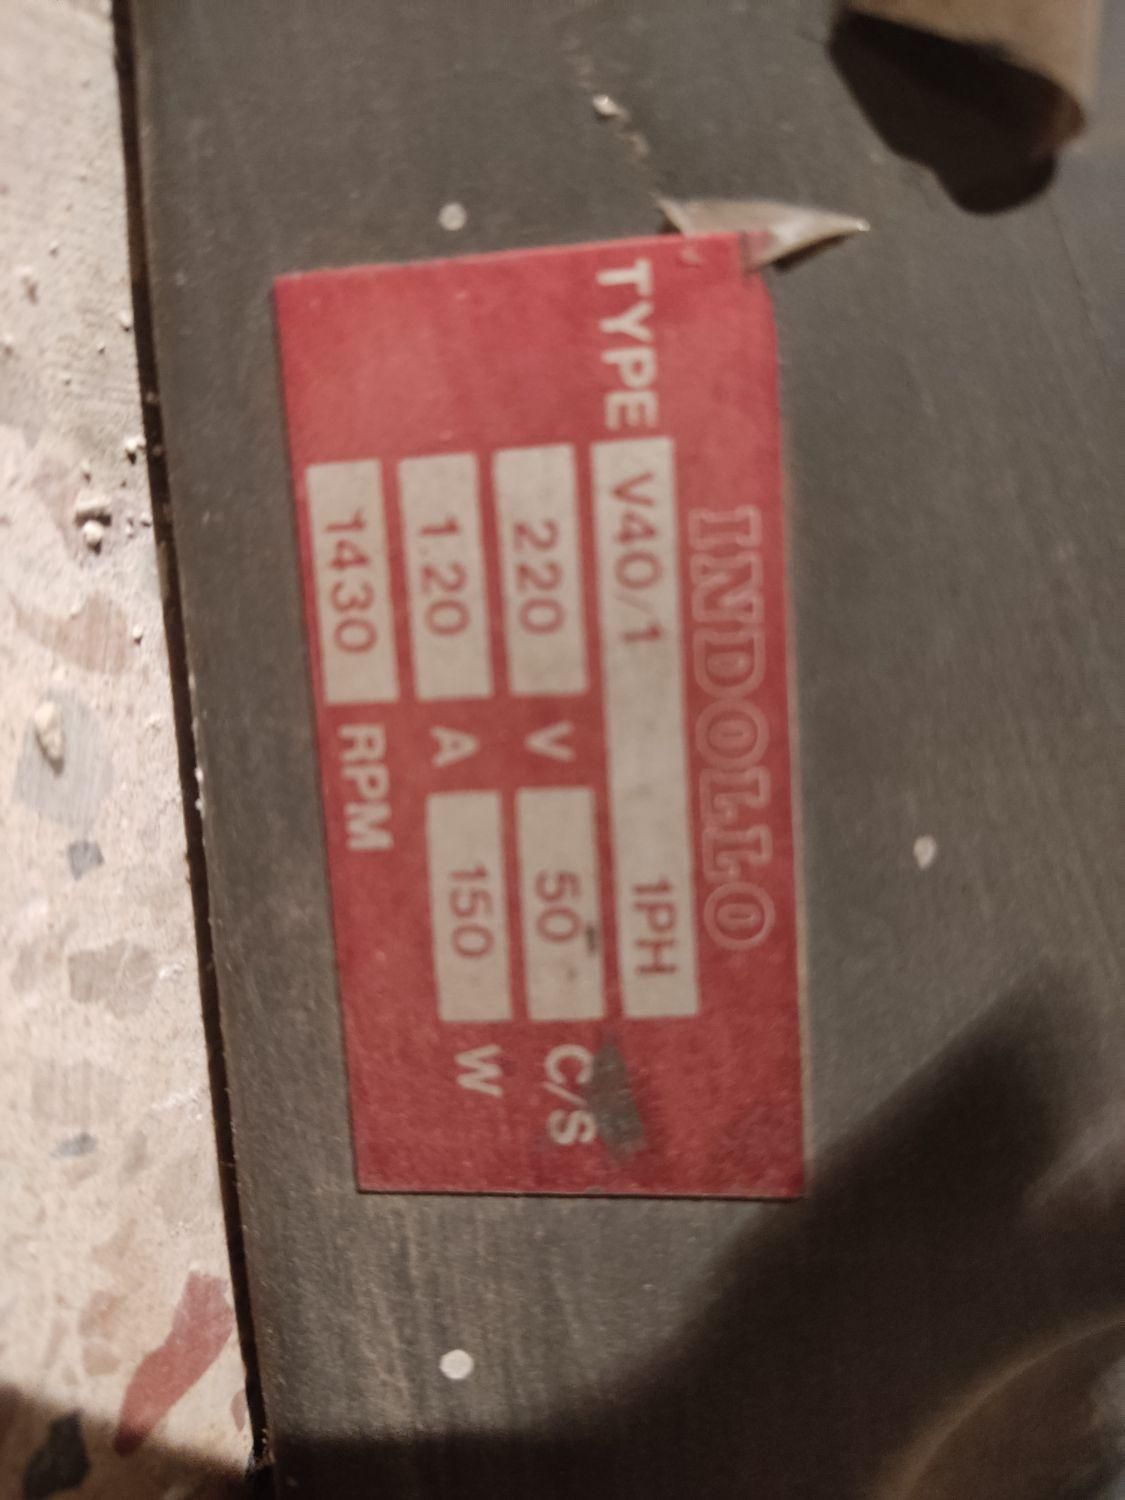 INDOLLO
TYPE V40/1 1PH
220 V 50 C/S
1.20 A 150 W
1430 RPM